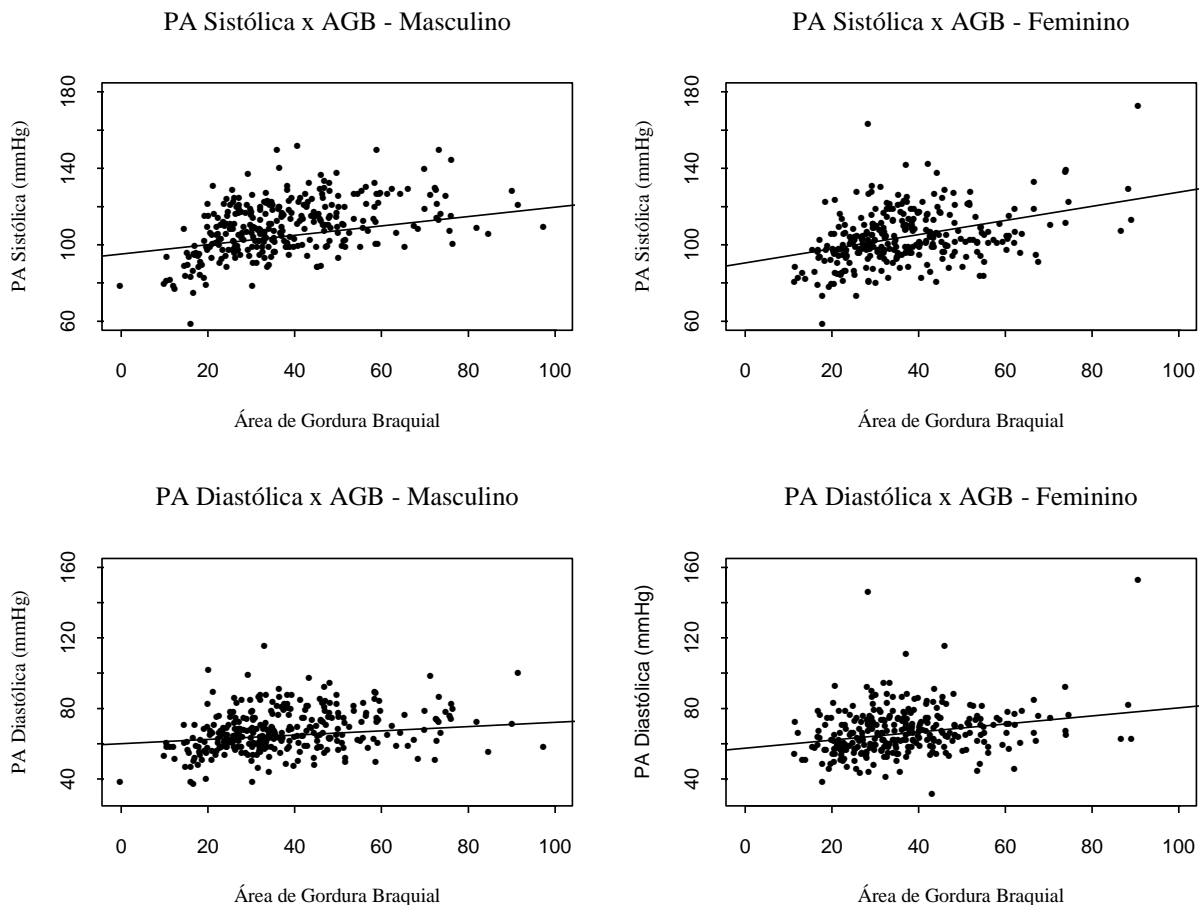 PA Sistólica x AGB - Masculino
PA Sistólica (mmHg)
180
140
100
60
0 20 40 60 80 100
Área de Gordura Braquial
PA Sistólica x AGB - Feminino
PA Sistólica (mmHg)
180
140
100
60
0 20 40 60 80 100
Área de Gordura Braquial
PA Diastólica x AGB - Masculino
PA Diastólica (mmHg)
160
120
80
40
0 20 40 60 80 100
Área de Gordura Braquial
PA Diastólica x AGB - Feminino
PA Diastólica (mmHg)
160
120
80
40
0 20 40 60 80 100
Área de Gordura Braquial